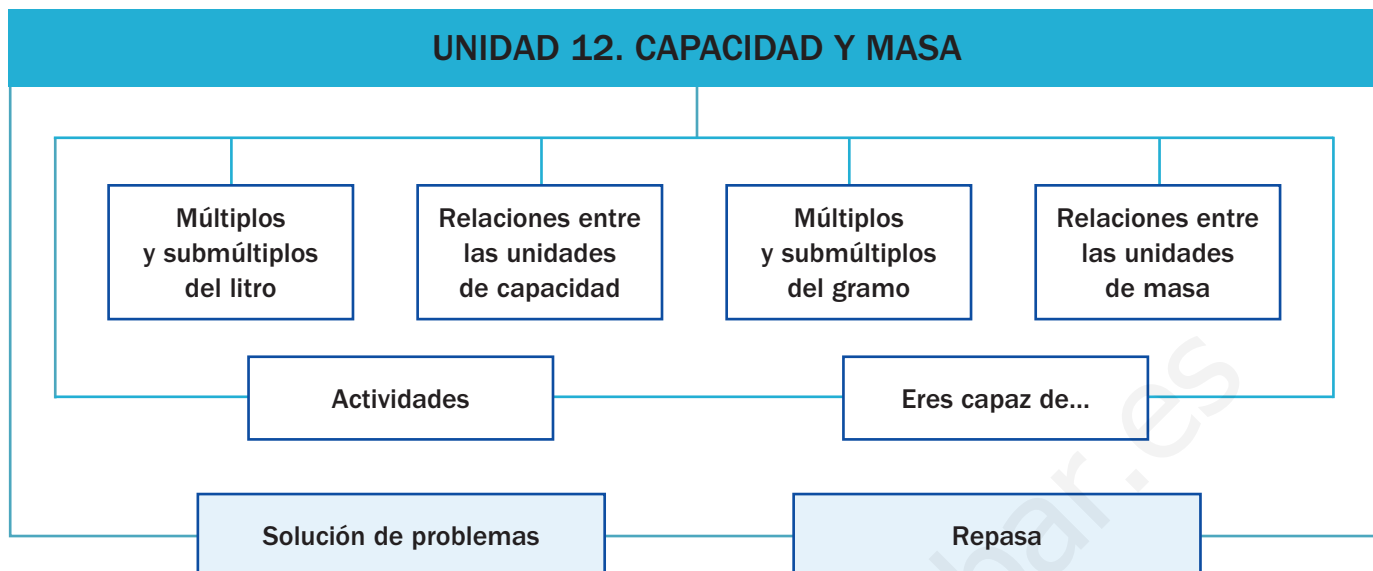 UNIDAD 12. CAPACIDAD Y MASA
Múltiplos
y submúltiplos
del litro
Relaciones entre
las unidades
de capacidad
Múltiplos
y submúltiplos
del gramo
Relaciones entre
las unidades
de masa
Actividades
Eres capaz de...
Solución de problemas
Repasa